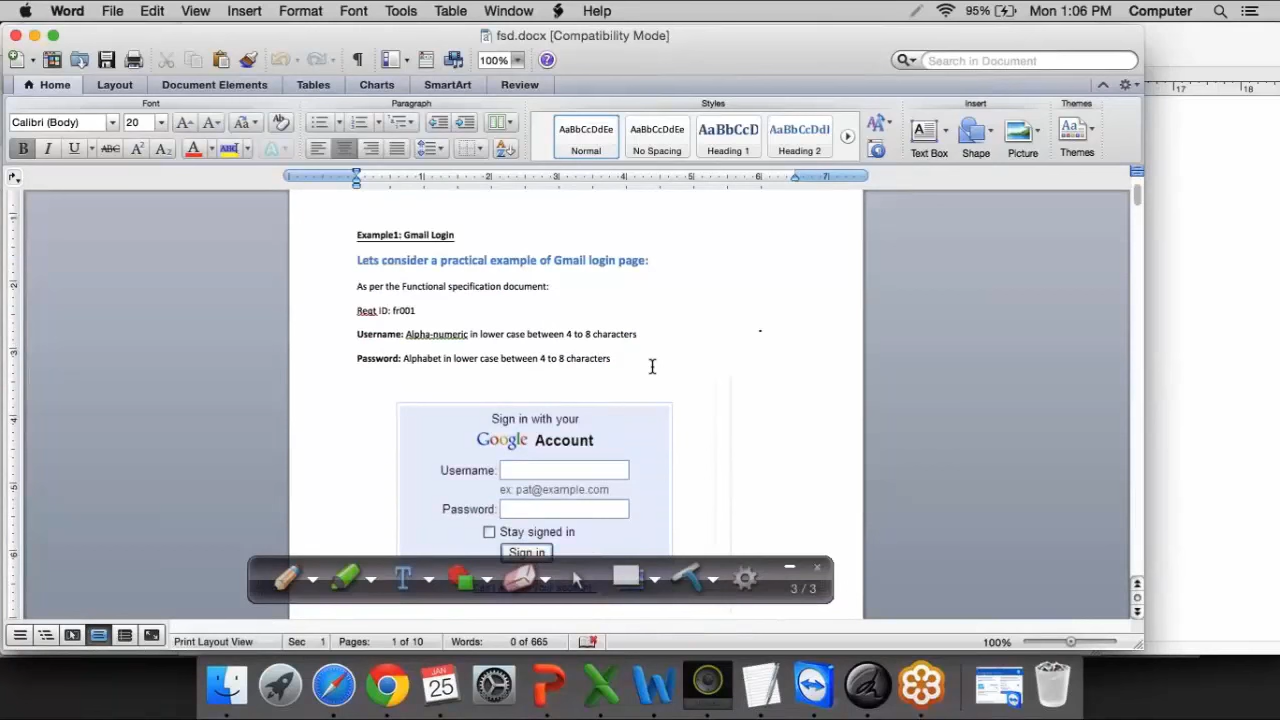 Word File Edit View Insert Format Font Tools Table Window Help 95% Mon 1:06 PM Computer
fsd.docx [Compatibility Mode]
100% Search in Document
Home Layout Document Elements Tables Charts SmartArt Review
Font Paragraph Styles Insert Themes
Calibri (Body) 20 AaBbCcDdEe AaBbCcDdEe AaBbCcD AaBbCcDdI
Normal No Spacing Heading 1 Heading 2 Text Box Shape Picture Themes
Example1: Gmail Login
Lets consider a practical example of Gmail login page:
As per the Functional specification document:
Reqt ID: fr001
Username: Alpha-numeric in lower case between 4 to 8 characters
Password: Alphabet in lower case between 4 to 8 characters
Sign in with your
Google Account
Username:
ex: pat@example.com
Password:
Stay signed in
Sign in
3 / 3
Print Layout View Sec 1 Pages: 1 of 10 Words: 0 of 665 100%
JAN
25